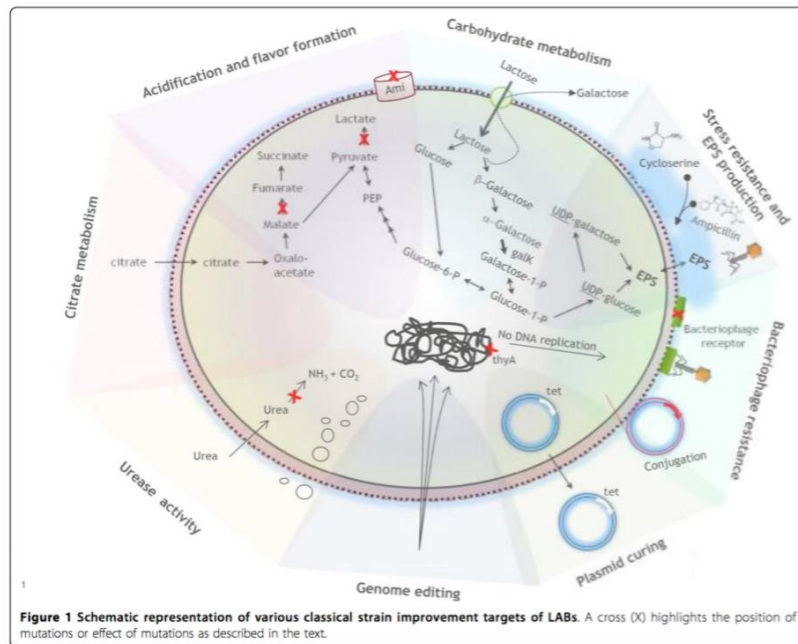 Acidification and flavor formation
Carbohydrate metabolism
Stress resistance and
EPS production
Citrate metabolism
Ami
Lactose
Galactose
Lactate
Lactose
Glucose
Cycloserine
Succinate
Pyruvate
β-Galactose
Fumarate
PEP
UDP-galactose
Ampicillin
Malate
α-Galactose
galK
citrate
citrate
Oxalo-
acetate
Glucose-6-P
Galactose-1-P
EPS
EPS
Glucose-1-P
UDP-glucose
No DNA replication
thyA
Bacteriophage
receptor
NH₃ + CO₂
Urea
tet
Urea
Conjugation
Bacteriophage resistance
Urease activity
tet
Plasmid curing
Genome editing
1
Figure 1 Schematic representation of various classical strain improvement targets of LABs. A cross (X) highlights the position of
mutations or effect of mutations as described in the text.